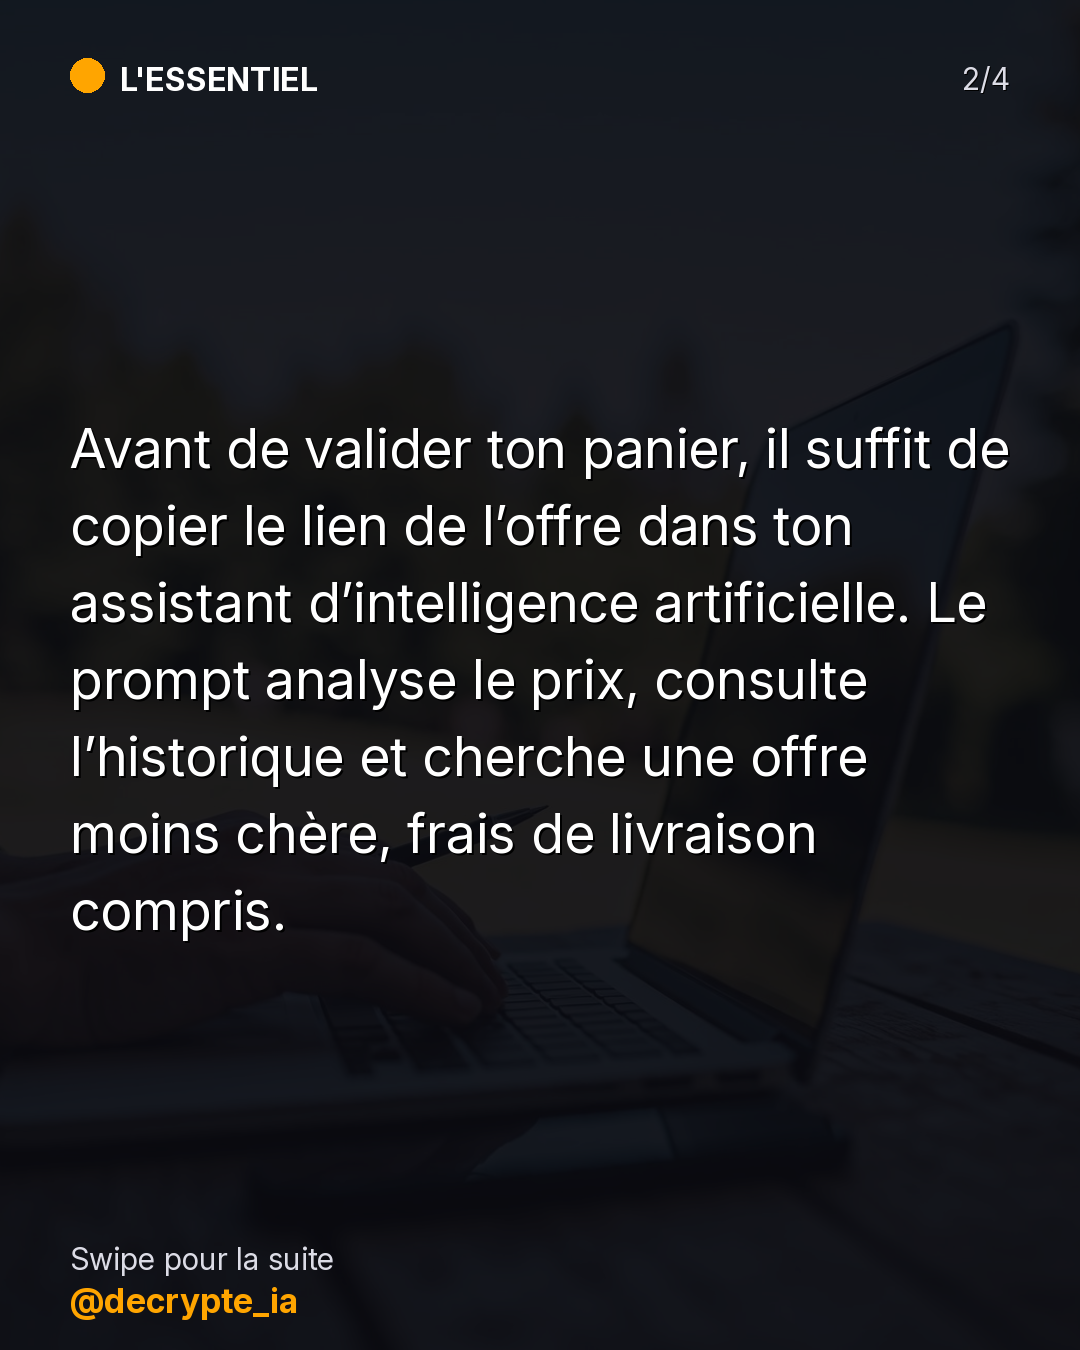 L'ESSENTIEL
2/4
Avant de valider ton panier, il suffit de
copier le lien de l’offre dans ton
assistant d’intelligence artificielle. Le
prompt analyse le prix, consulte
l’historique et cherche une offre
moins chère, frais de livraison
compris.
Swipe pour la suite
@decrypte_ia